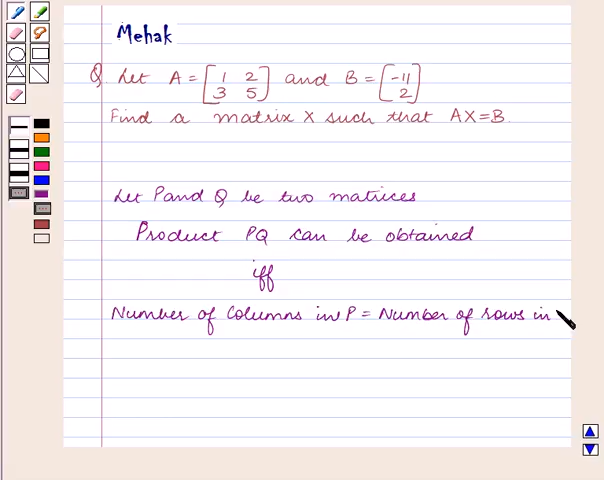 Mehak
Q. Let A = [1 2 3 5] and B = [-11 2]
Find a matrix X such that AX=B.
Let P and Q be two matrices
Product PQ can be obtained
iff
Number of Columns in P = Number of rows in